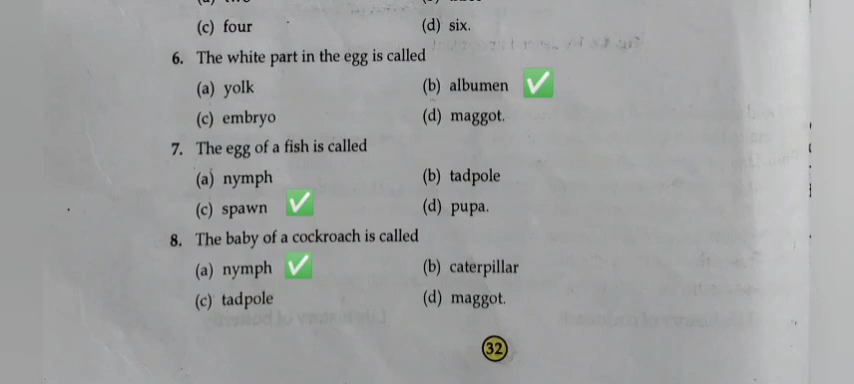 (c) four (d) six.
6. The white part in the egg is called
(a) yolk (b) albumen ✅
(c) embryo (d) maggot.
7. The egg of a fish is called
(a) nymph (b) tadpole
(c) spawn ✅ (d) pupa.
8. The baby of a cockroach is called
(a) nymph ✅ (b) caterpillar
(c) tadpole (d) maggot.
32